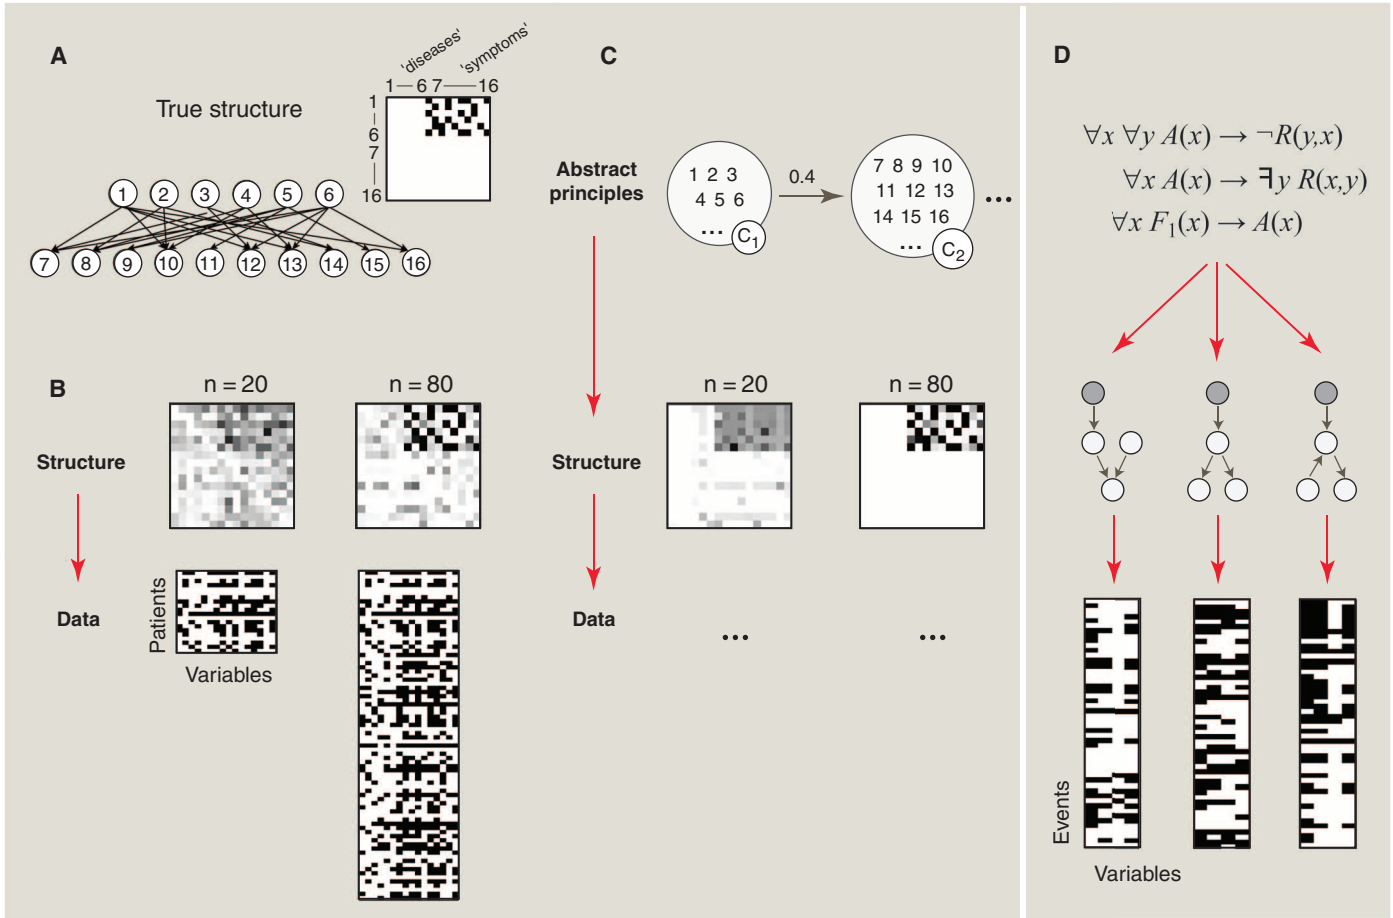 A
True structure
'diseases'
'symptoms'
1 6 7 16
1
6
7
16
1 2 3 4 5 6
7 8 9 10 11 12 13 14 15 16
B
n = 20
n = 80
Structure
Data
Patients
Variables
C
Abstract principles
1 2 3
4 5 6
...
C₁
0.4
7 8 9 10
11 12 13
14 15 16
...
C₂
...
n = 20
n = 80
Structure
Data
...
...
D
∀x ∀y A(x) → ¬R(y,x)
∀x A(x) → ∃y R(x,y)
∀x F₁(x) → A(x)
Events
Variables